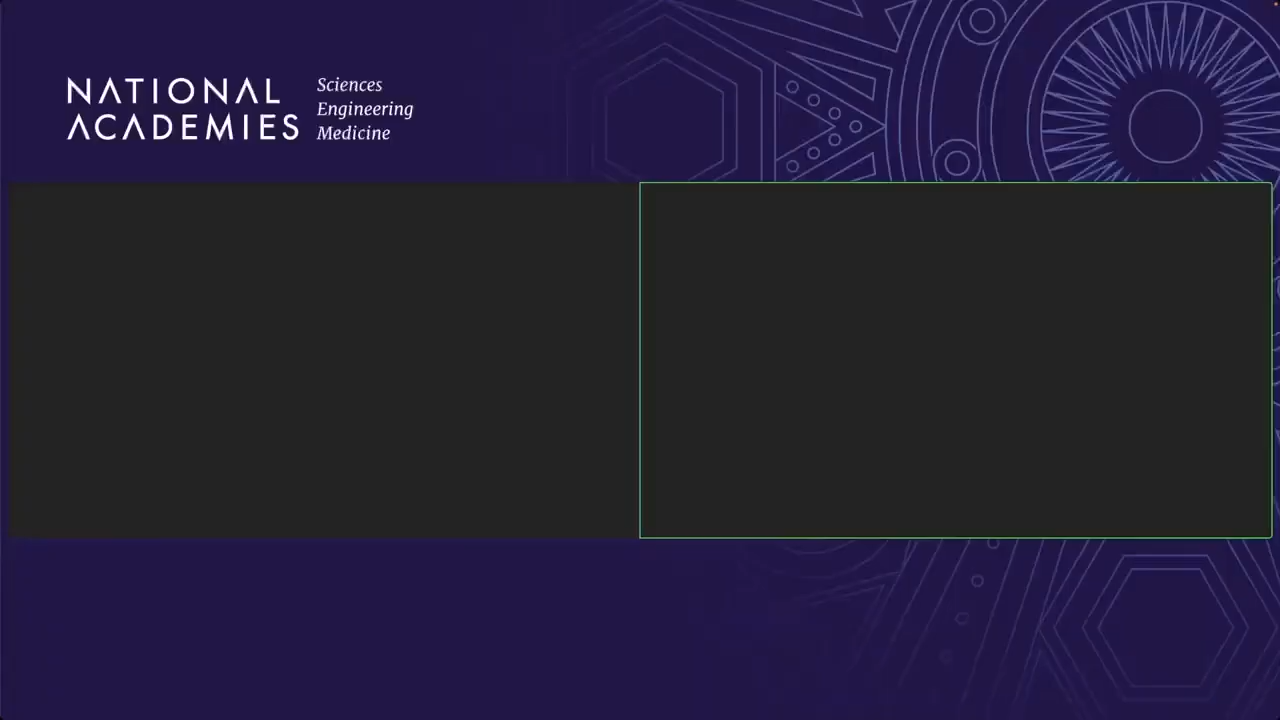 NATIONAL
ACADEMIES
Sciences
Engineering
Medicine